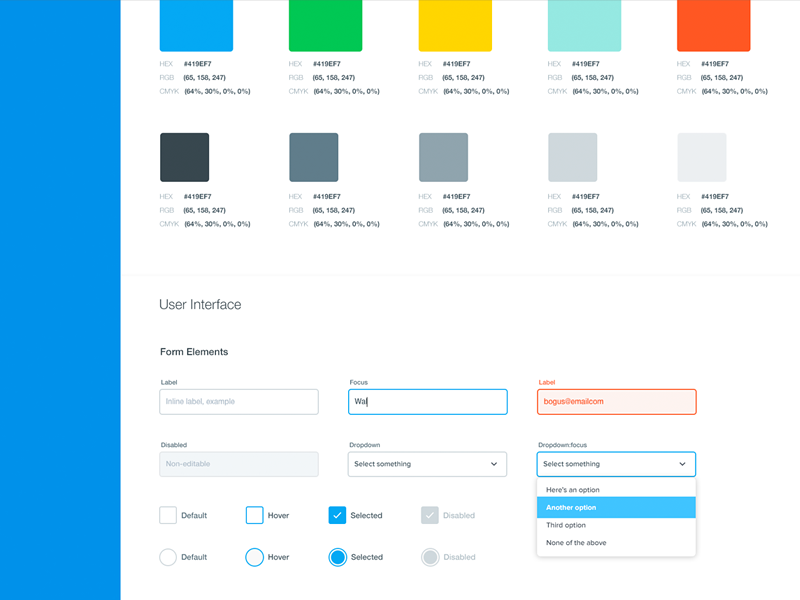 HEX #419EF7 HEX #419EF7 HEX #419EF7 HEX #419EF7 HEX #419EF7
RGB (65, 158, 247) RGB (65, 158, 247) RGB (65, 158, 247) RGB (65, 158, 247) RGB (65, 158, 247)
CMYK (64%, 30%, 0%, 0%) CMYK (64%, 30%, 0%, 0%) CMYK (64%, 30%, 0%, 0%) CMYK (64%, 30%, 0%, 0%) CMYK (64%, 30%, 0%, 0%)
HEX #419EF7 HEX #419EF7 HEX #419EF7 HEX #419EF7 HEX #419EF7
RGB (65, 158, 247) RGB (65, 158, 247) RGB (65, 158, 247) RGB (65, 158, 247) RGB (65, 158, 247)
CMYK (64%, 30%, 0%, 0%) CMYK (64%, 30%, 0%, 0%) CMYK (64%, 30%, 0%, 0%) CMYK (64%, 30%, 0%, 0%) CMYK (64%, 30%, 0%, 0%)
User Interface
Form Elements
Label Focus Label
Inline label, example Wal bogus@emailcom
Disabled Dropdown Dropdown:focus
Non-editable Select something Select something
Here's an option
Another option
Third option
None of the above
Default Hover Selected Disabled
Default Hover Selected Disabled